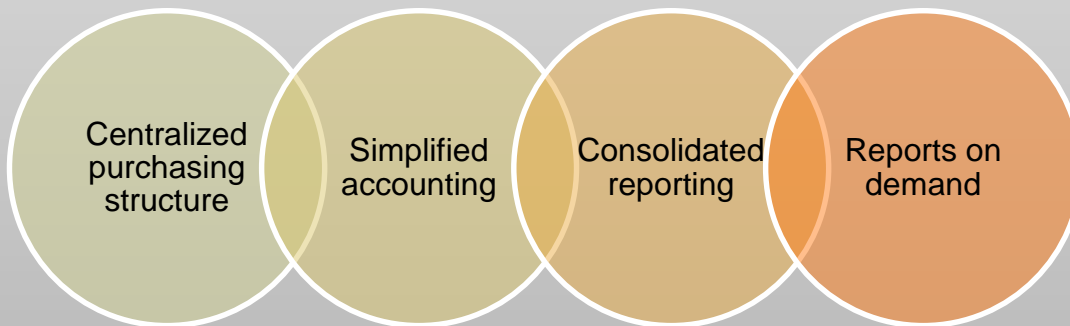 Centralized
purchasing
structure
Simplified
accounting
Consolidated
reporting
Reports on
demand